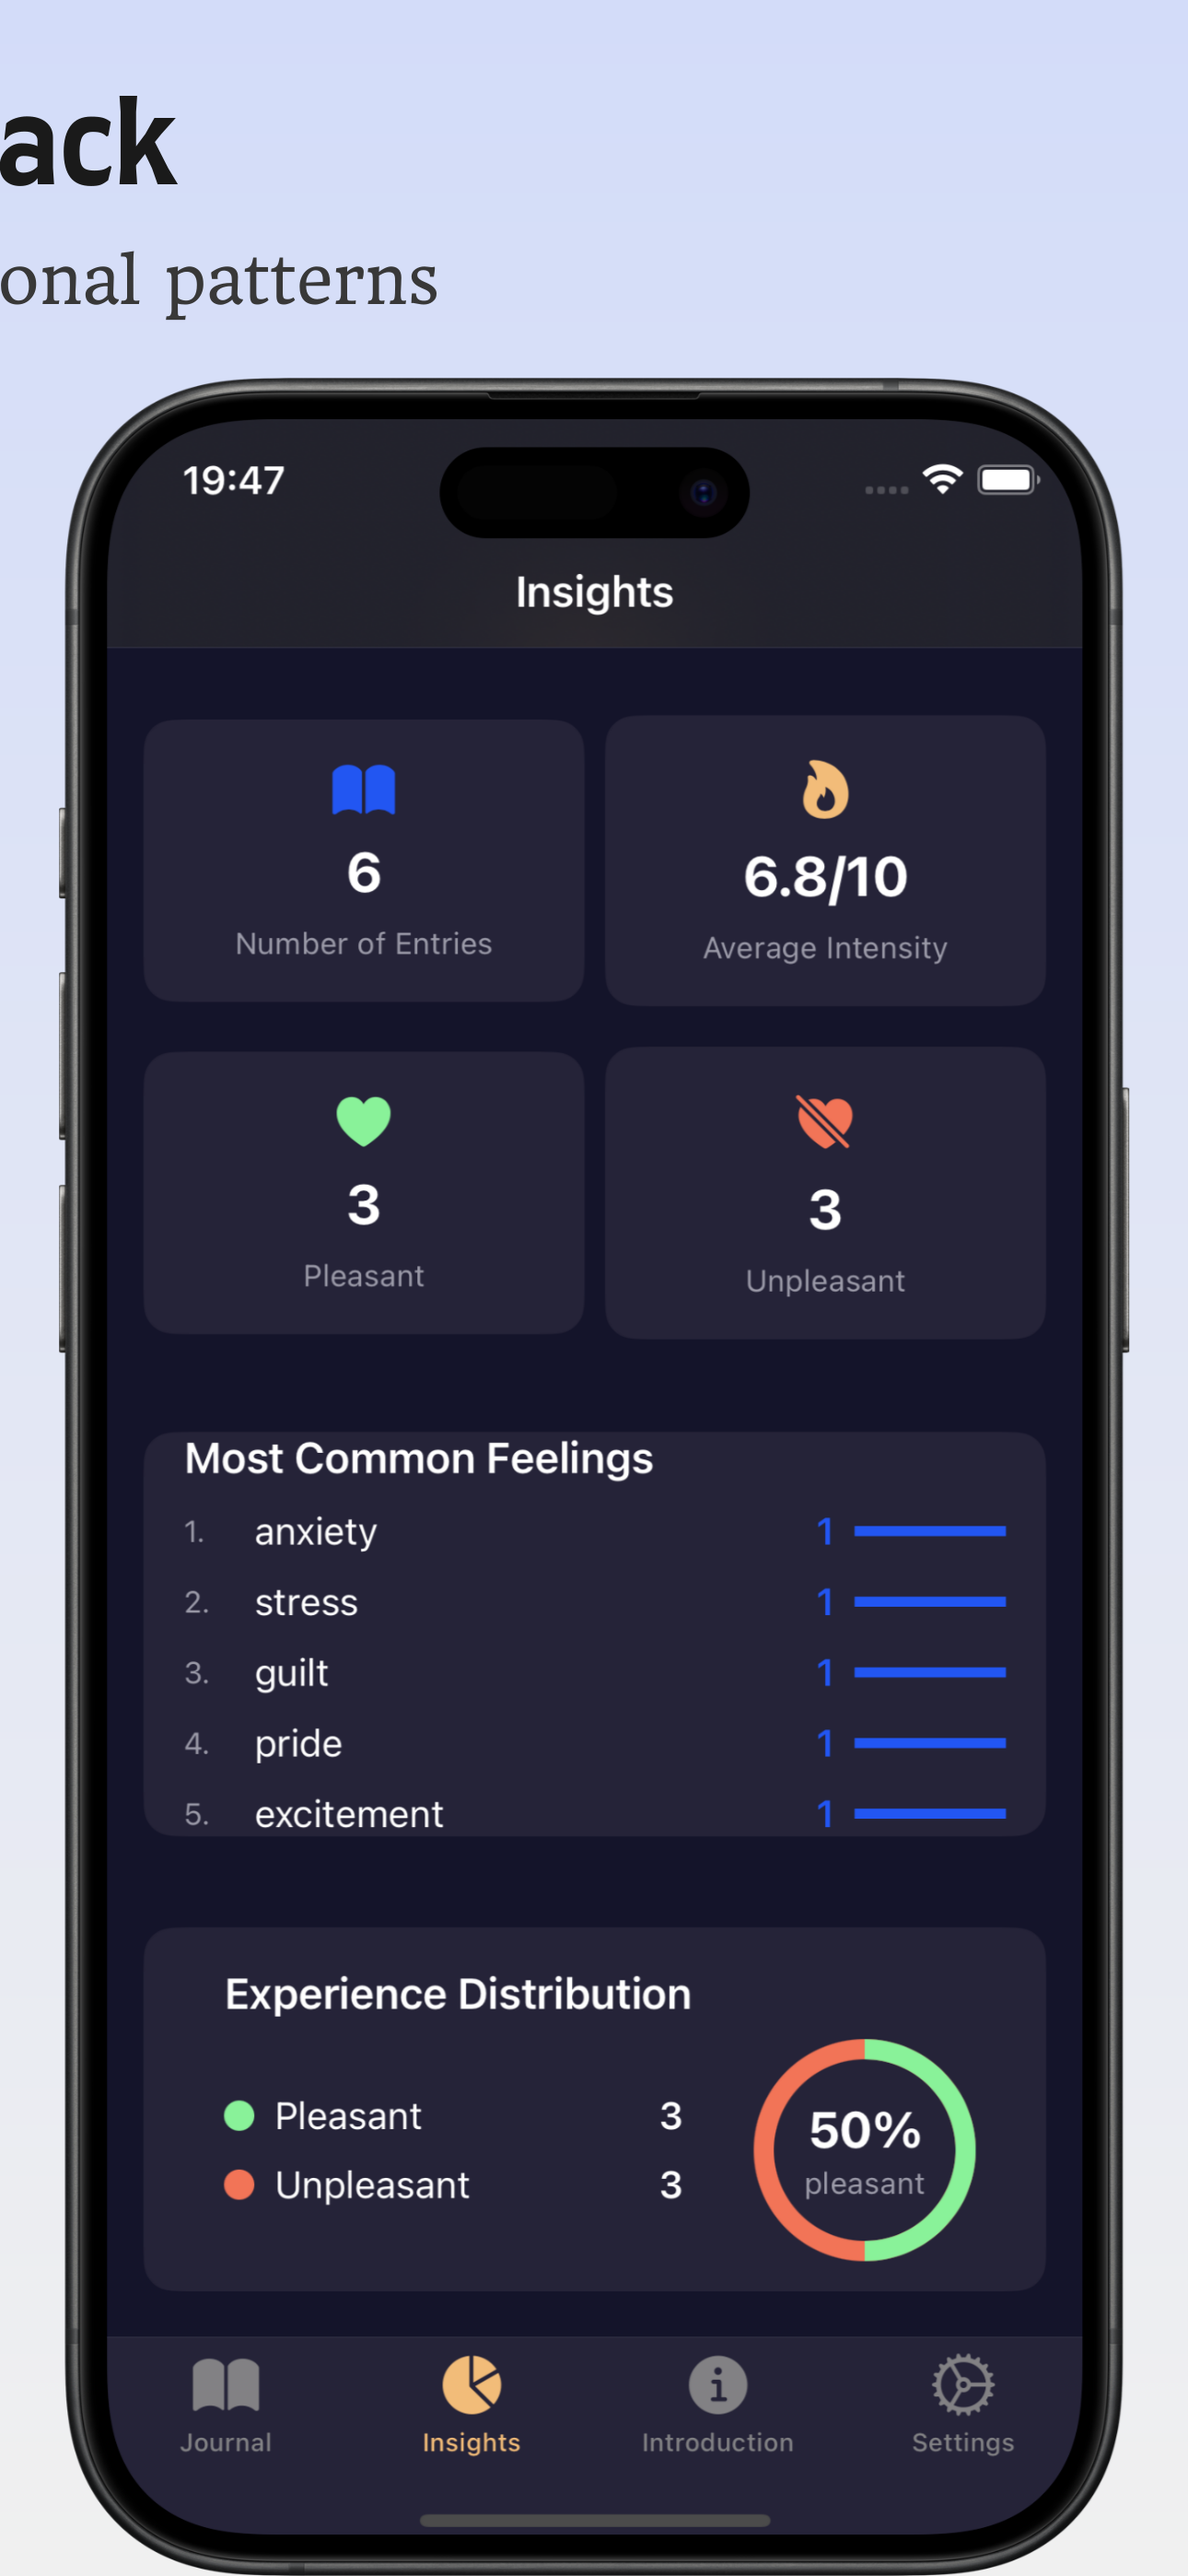 ack
onal patterns
19:47
Insights
6
Number of Entries
6.8/10
Average Intensity
3
Pleasant
3
Unpleasant
Most Common Feelings
1. anxiety 1
2. stress 1
3. guilt 1
4. pride 1
5. excitement 1
Experience Distribution
Pleasant 3
Unpleasant 3
50%
pleasant
Journal
Insights
Introduction
Settings